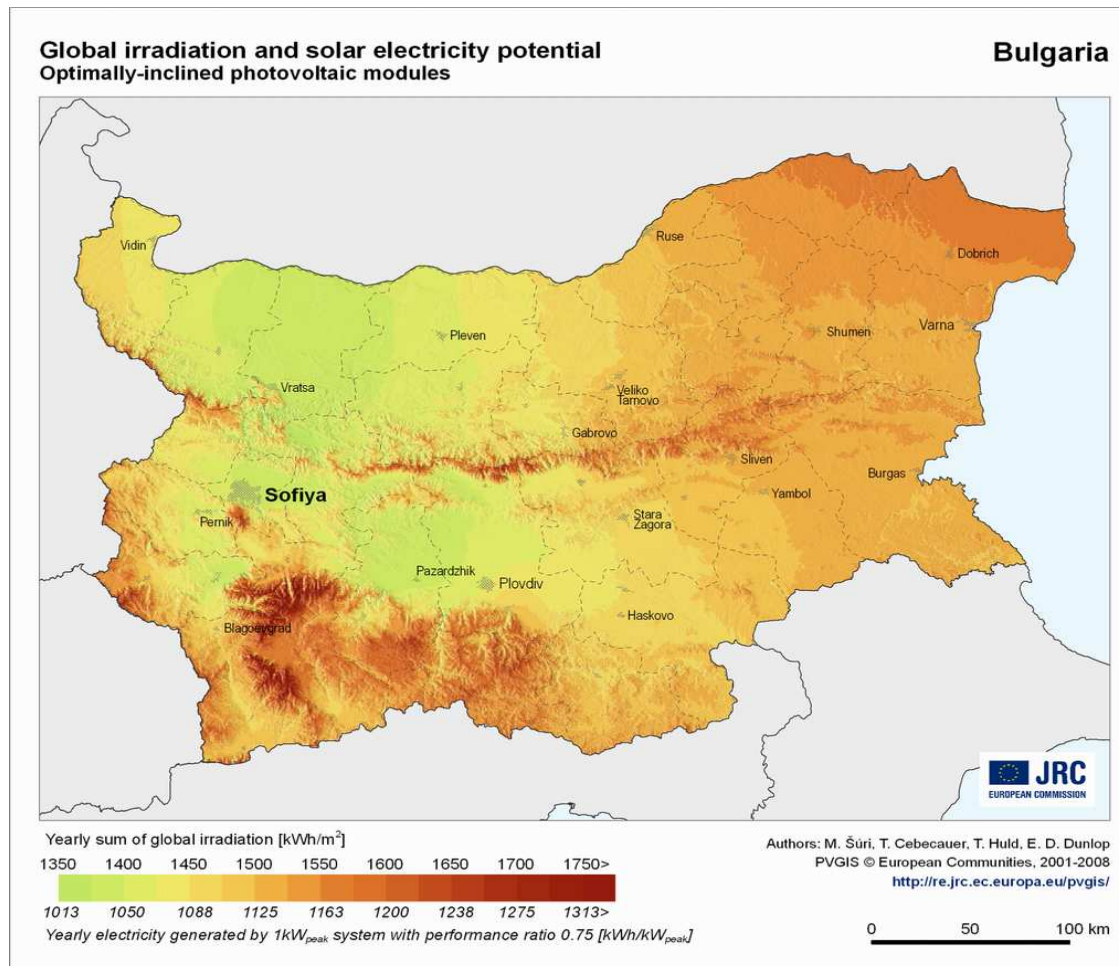 Global irradiation and solar electricity potential
Optimally-inclined photovoltaic modules
Bulgaria
Vidin
Ruse
Dobrich
Pleven
Shumen
Varna
Vratsa
Veliko
Tarnovo
Gabrovo
Sliven
Burgas
Sofiya
Yambol
Pernik
Stara
Zagora
Pazardzhik
Plovdiv
Haskovo
Blagoevgrad
JRC
EUROPEAN COMMISSION
Yearly sum of global irradiation [kWh/m²]
1350 1400 1450 1500 1550 1600 1650 1700 1750>
1013 1050 1088 1125 1163 1200 1238 1275 1313>
Yearly electricity generated by 1kWpeak system with performance ratio 0.75 [kWh/kWpeak]
Authors: M. Šúri, T. Cebecauer, T. Huld, E. D. Dunlop
PVGIS © European Communities, 2001-2008
http://re.jrc.ec.europa.eu/pvgis/
0 50 100 km